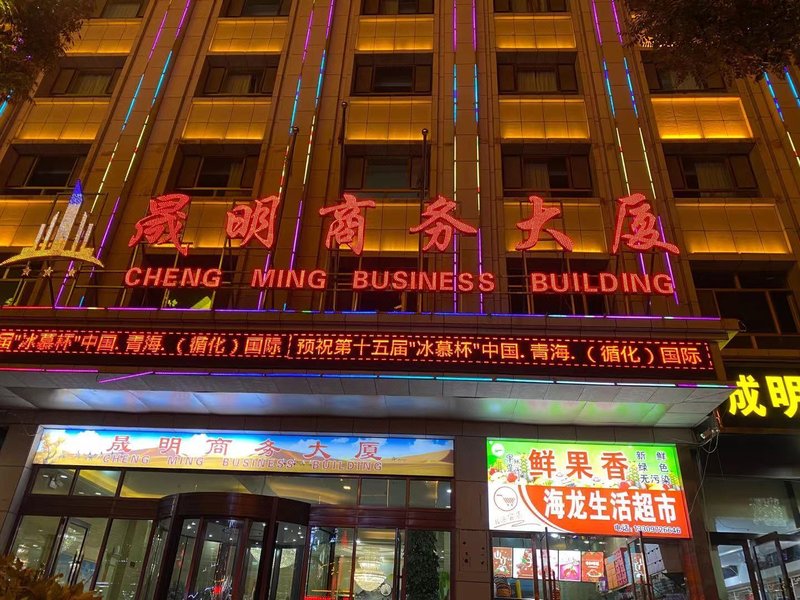 晟明商务大厦
CHENG MING BUSINESS BUILDING
届"冰慕杯"中国.青海.（循化）国际 预祝第十五届"冰慕杯"中国.青海.（循化）国际
成明
晟明商务大厦
CHENG MING BUSINESS BUILDING
鲜果香
新鲜
绿色
无污染
海龙生活超市